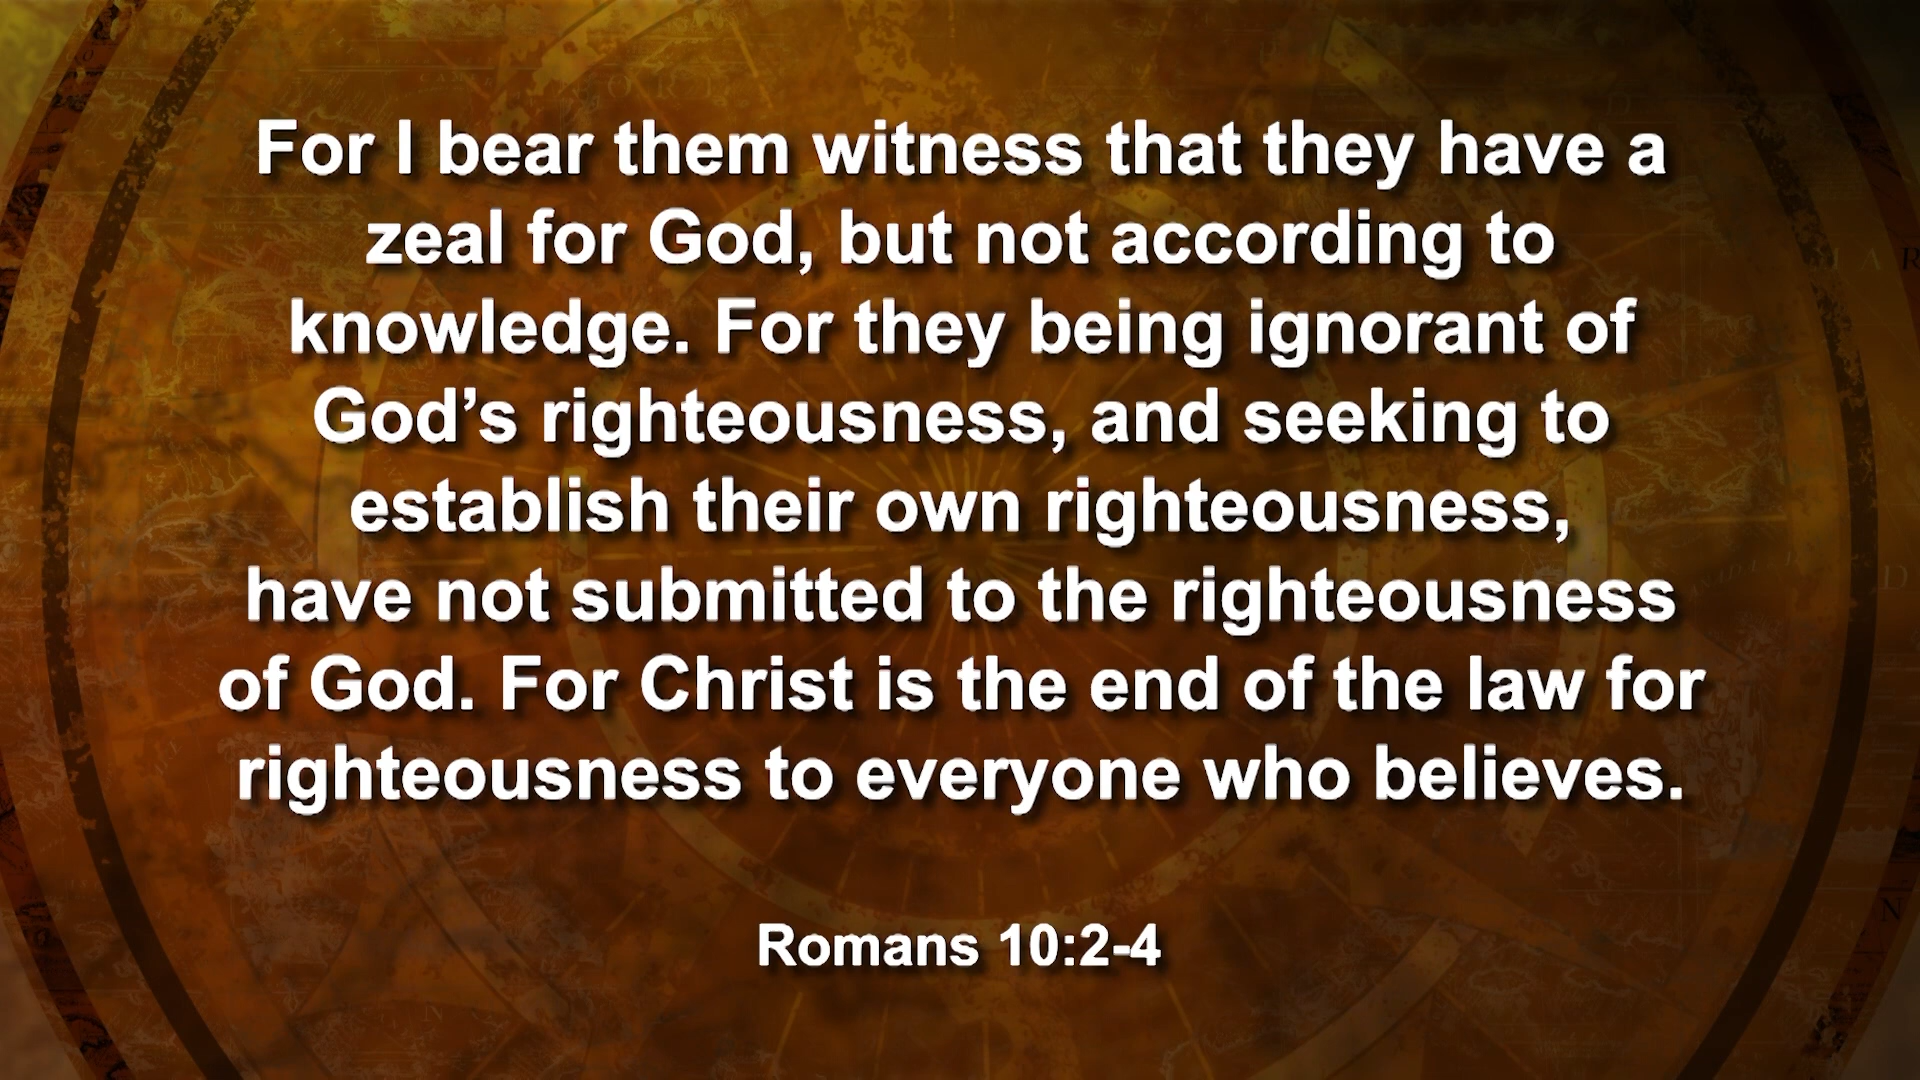 For I bear them witness that they have a
zeal for God, but not according to
knowledge. For they being ignorant of
God’s righteousness, and seeking to
establish their own righteousness,
have not submitted to the righteousness
of God. For Christ is the end of the law for
righteousness to everyone who believes.
Romans 10:2-4